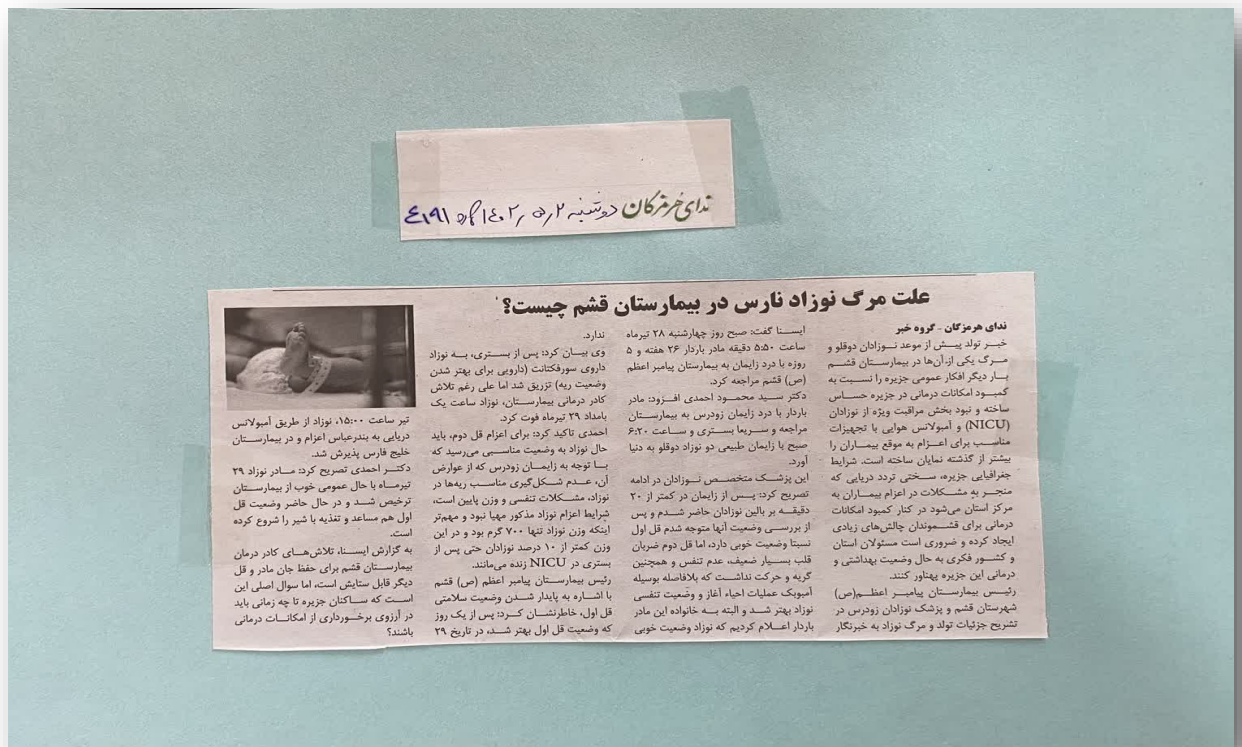 ندای هرمزگان دوشنبه ۱۴۰۲٫۵٫۲ شماره ۴۱۹۱
علت مرگ نوزاد نارس در بیمارستان قشم چیست؟
ندای هرمزگان - گروه خبر
خبر تولد پیش از موعد نوزادان دوقلو و
مرگ یکی از آن‌ها در بیمارستان قشم
بار دیگر افکار عمومی جزیره را نسبت به
کمبود امکانات درمانی در جزیره حساس
ساخته و نبود بخش مراقبت ویژه از نوزادان
(NICU) و آمبولانس هوایی با تجهیزات
مناسب برای اعزام به موقع بیماران را
بیشتر از گذشته نمایان ساخته است. شرایط
جغرافیایی جزیره، سختی تردد دریایی که
منجر به مشکلات در اعزام بیماران به
مرکز استان می‌شود در کنار کمبود امکانات
درمانی برای قشموندان چالش‌های زیادی
ایجاد کرده و ضروری است مسئولان استان
و کشور فکری به حال وضعیت بهداشتی و
درمانی این جزیره پهناور کنند.
رئیس بیمارستان پیامبر اعظم(ص)
شهرستان قشم و پزشک نوزادان زودرس در
تشریح جزئیات تولد و مرگ نوزاد به خبرنگار
ایسنا گفت: صبح روز چهارشنبه ۲۸ تیرماه
ساعت ۵:۵۰ دقیقه مادر باردار ۲۶ هفته و ۵
روزه با درد زایمان به بیمارستان پیامبر اعظم
(ص) قشم مراجعه کرد.
دکتر سید محمود احمدی افزود: مادر
باردار با درد زایمان زودرس به بیمارستان
مراجعه و سریعا بستری و ساعت ۶:۲۰
صبح با زایمان طبیعی دو نوزاد دوقلو به دنیا
آورد.
این پزشک متخصص نوزادان در ادامه
تصریح کرد: پس از زایمان در کمتر از ۲۰
دقیقه بر بالین نوزادان حاضر شدم و پس
از بررسی وضعیت آنها متوجه شدم قل اول
نسبتا وضعیت خوبی دارد، اما قل دوم ضربان
قلب بسیار ضعیف، عدم تنفس و همچنین
گریه و حرکت نداشت که بلافاصله بوسیله
آمبوبگ عملیات احیاء آغاز و وضعیت تنفسی
نوزاد بهتر شد و البته به خانواده این مادر
باردار اعلام کردیم که نوزاد وضعیت خوبی
ندارد.
وی بیان کرد: پس از بستری، به نوزاد
داروی سورفکتانت (دارویی برای بهتر شدن
وضعیت ریه) تزریق شد اما علی رغم تلاش
کادر درمانی بیمارستان، نوزاد ساعت یک
بامداد ۲۹ تیرماه فوت کرد.
احمدی تاکید کرد: برای اعزام قل دوم، باید
حال نوزاد به وضعیت مناسبی می‌رسید که
با توجه به زایمان زودرس که از عوارض
آن، عدم شکل‌گیری مناسب ریه‌ها در
نوزاد، مشکلات تنفسی و وزن پایین است،
شرایط اعزام نوزاد مذکور مهیا نبود و مهم‌تر
اینکه وزن نوزاد تنها ۷۰۰ گرم بود و در این
وزن کمتر از ۱۰ درصد نوزادان حتی پس از
بستری در NICU زنده می‌مانند.
رئیس بیمارستان پیامبر اعظم (ص) قشم
با اشاره به پایدار شدن وضعیت سلامتی
قل اول، خاطرنشان کرد: پس از یک روز
که وضعیت قل اول بهتر شد، در تاریخ ۲۹
تیر ساعت ۱۵:۰۰، نوزاد از طریق آمبولانس
دریایی به بندرعباس اعزام و در بیمارستان
خلیج فارس پذیرش شد.
دکتر احمدی تصریح کرد: مادر نوزاد ۲۹
تیرماه با حال عمومی خوب از بیمارستان
ترخیص شد و در حال حاضر وضعیت قل
اول هم مساعد و تغذیه با شیر را شروع کرده
است.
به گزارش ایسنا، تلاش‌های کادر درمان
بیمارستان قشم برای حفظ جان مادر و قل
دیگر قابل ستایش است، اما سوال اصلی این
است که ساکنان جزیره تا چه زمانی باید
در آرزوی برخورداری از امکانات درمانی
باشند؟